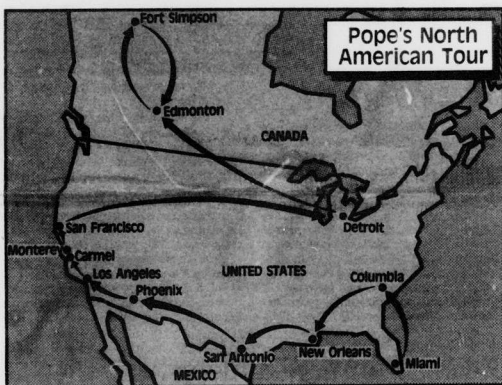 Pope's North
American Tour
Fort Simpson
Edmonton
CANADA
San Francisco
Detroit
Monterey
Carmel
Los Angeles
UNITED STATES
Columbia
Phoenix
San Antonio
New Orleans
Miami
MEXICO